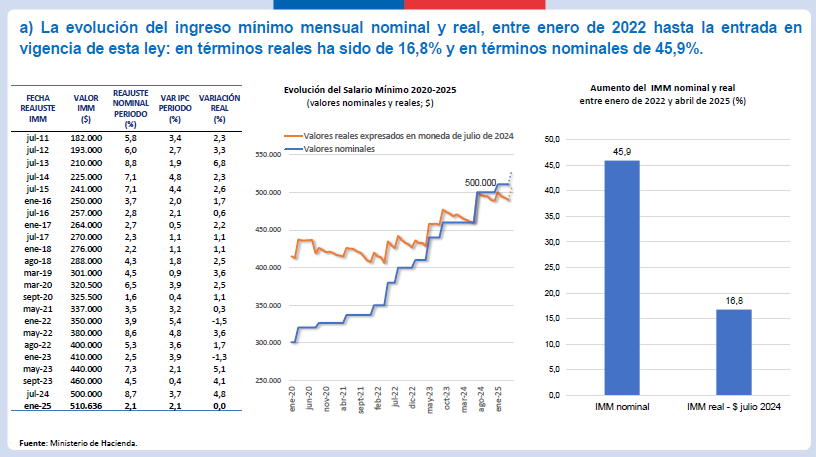 a) La evolución del ingreso mínimo mensual nominal y real, entre enero de 2022 hasta la entrada en
vigencia de esta ley: en términos reales ha sido de 16,8% y en términos nominales de 45,9%.
FECHA REAJUSTE IMM | VALOR IMM ($) | REAJUSTE NOMINAL PERIODO (%) | VAR IPC PERIODO (%) | VARIACIÓN REAL (%)
jul-11 182.000 5,8 3,4 2,3
jul-12 193.000 6,0 2,7 3,3
jul-13 210.000 8,8 1,9 6,8
jul-14 225.000 7,1 4,8 2,3
jul-15 241.000 7,1 4,4 2,6
ene-16 250.000 3,7 2,0 1,7
jul-16 257.000 2,8 2,1 0,6
ene-17 264.000 2,7 0,5 2,2
jul-17 270.000 2,3 1,1 1,1
ene-18 276.000 2,2 1,1 1,1
ago-18 288.000 4,3 1,8 2,5
mar-19 301.000 4,5 0,9 3,6
mar-20 320.500 6,5 3,9 2,5
sept-20 325.500 1,6 0,4 1,1
may-21 337.000 3,5 3,2 0,3
ene-22 350.000 3,9 5,4 -1,5
may-22 380.000 8,6 4,8 3,6
ago-22 400.000 5,3 3,6 1,7
ene-23 410.000 2,5 3,9 -1,3
may-23 440.000 7,3 2,1 5,1
sept-23 460.000 4,5 0,4 4,1
jul-24 500.000 8,7 3,7 4,8
ene-25 510.636 2,1 2,1 0,0
Evolución del Salario Mínimo 2020-2025
(valores nominales y reales; $)
Valores reales expresados en moneda de julio de 2024
Valores nominales
550.000
500.000
450.000
400.000
350.000
300.000
250.000
500.000
ene-20 jun-20 nov-20 abr-21 sept-21 feb-22 jul-22 dic-22 may-23 oct-23 mar-24 ago-24 ene-25
Aumento del IMM nominal y real
entre enero de 2022 y abril de 2025 (%)
50,0
45,0
40,0
35,0
30,0
25,0
20,0
15,0
10,0
5,0
0,0
45,9
16,8
IMM nominal
IMM real - $ julio 2024
Fuente: Ministerio de Hacienda.